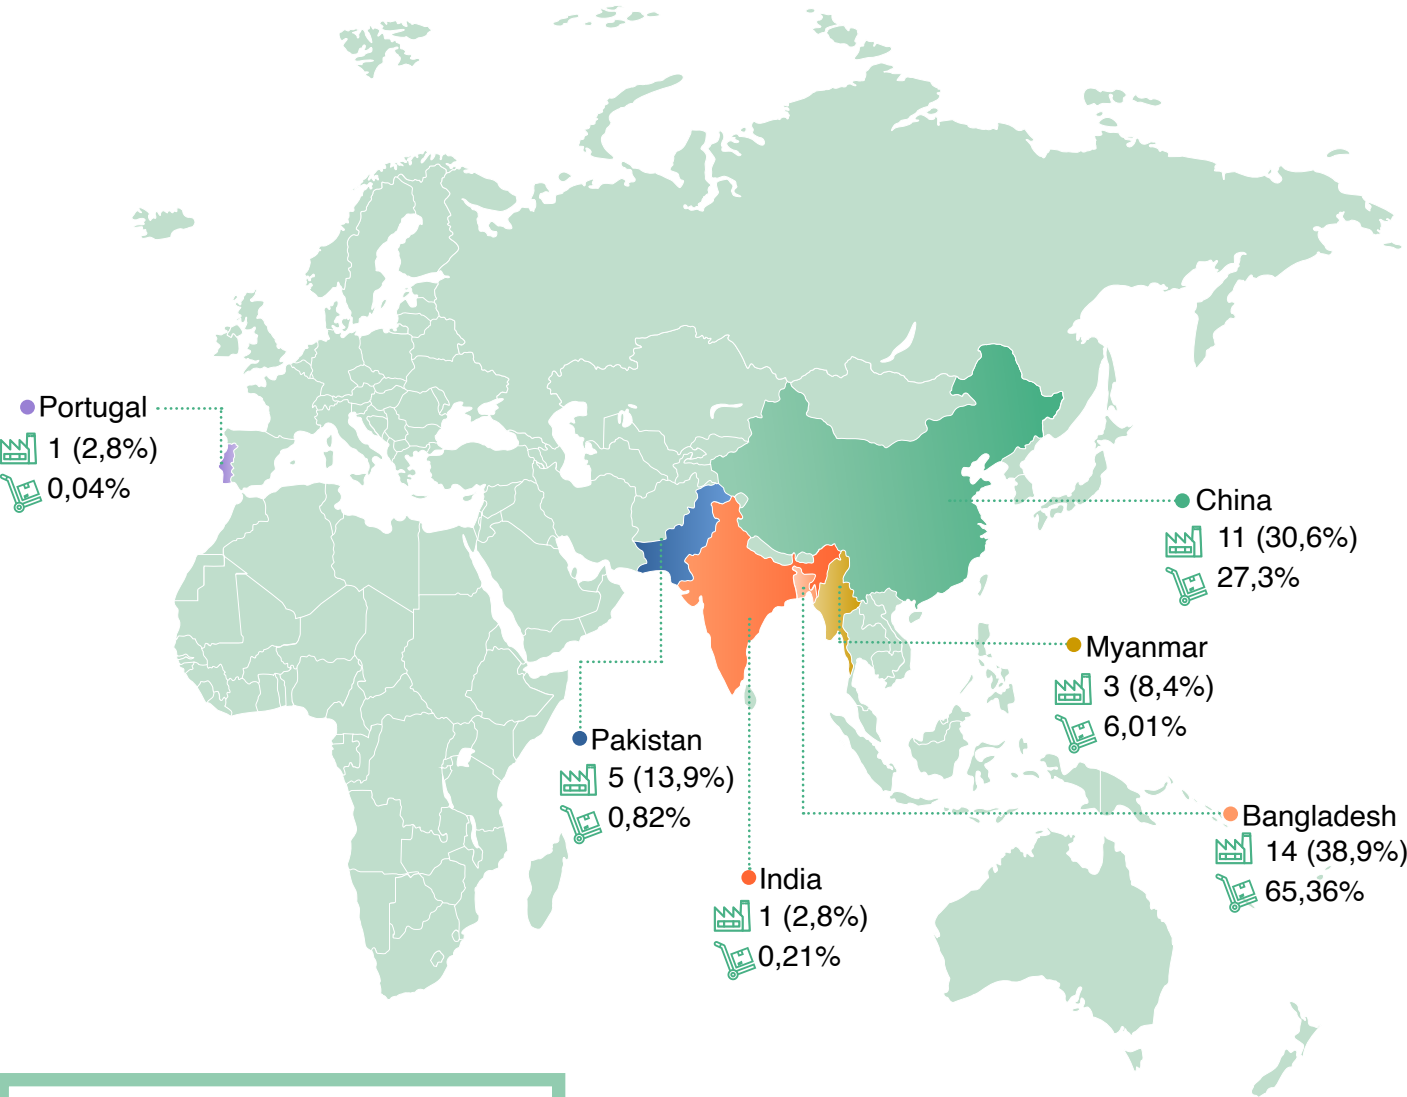 Portugal
1 (2,8%)
0,04%
China
11 (30,6%)
27,3%
Myanmar
3 (8,4%)
6,01%
Pakistan
5 (13,9%)
0,82%
Bangladesh
14 (38,9%)
65,36%
India
1 (2,8%)
0,21%